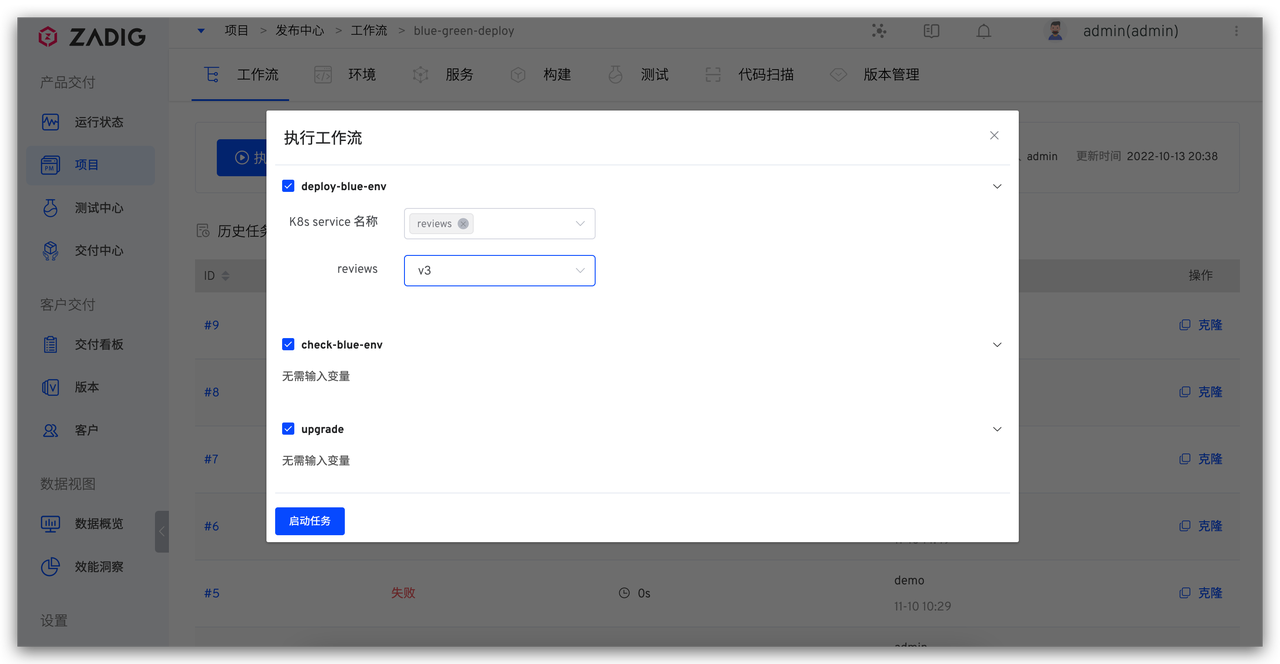 ZADIG
项目 > 发布中心 > 工作流 > blue-green-deploy
admin(admin)
产品交付
运行状态
项目
测试中心
交付中心
客户交付
交付看板
版本
客户
数据视图
数据概览
效能洞察
设置
工作流 环境 服务 构建 测试 代码扫描 版本管理
执
admin 更新时间 2022-10-13 20:38
历史任务
ID 操作
#9 克隆
#8 克隆
#7 克隆
#6 克隆
#5 失败 0s demo 克隆
11-10 10:29
admin
执行工作流
deploy-blue-env
K8s service 名称 reviews
reviews v3
check-blue-env
无需输入变量
upgrade
无需输入变量
启动任务